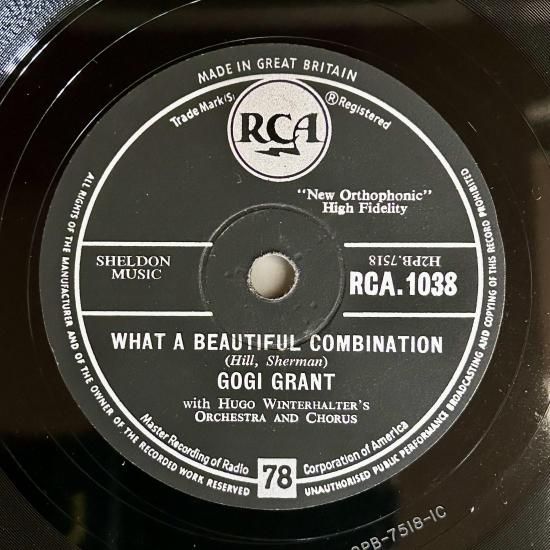 MADE IN GREAT BRITAIN
Trade Mark(S)
® Registered
RCA
"New Orthophonic"
High Fidelity
SHELDON
MUSIC
H2PB.7518
RCA.1038
WHAT A BEAUTIFUL COMBINATION
(Hill, Sherman)
GOGI GRANT
with HUGO WINTERHALTER'S
ORCHESTRA AND CHORUS
Master Recording of Radio
Corporation of America
78
ALL RIGHTS OF THE MANUFACTURER AND OF THE OWNER OF THE RECORDED WORK RESERVED
UNAUTHORISED PUBLIC PERFORMANCE BROADCASTING AND COPYING OF THIS RECORD PROHIBITED
PB-7518-1C